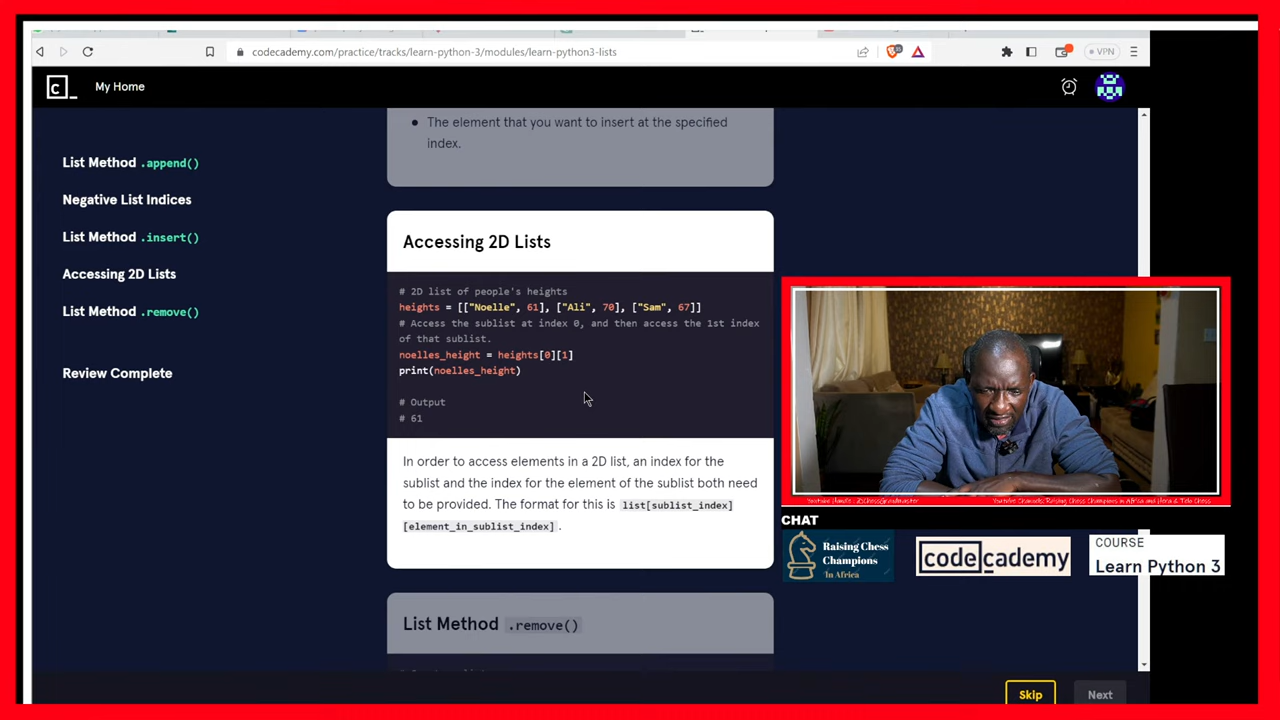 codecademy.com/practice/tracks/learn-python-3/modules/learn-python3-lists
VPN
c_
My Home
List Method .append()
Negative List Indices
List Method .insert()
Accessing 2D Lists
List Method .remove()
Review Complete
The element that you want to insert at the specified
index.
Accessing 2D Lists
# 2D list of people's heights
heights = [["Noelle", 61], ["Ali", 70], ["Sam", 67]]
# Access the sublist at index 0, and then access the 1st index
of that sublist.
noelles_height = heights[0][1]
print(noelles_height)
# Output
# 61
In order to access elements in a 2D list, an index for the
sublist and the index for the element of the sublist both need
to be provided. The format for this is list[sublist_index]
[element_in_sublist_index].
List Method .remove()
Skip
Next
CHAT
Raising Chess
Champions
In Africa
codecademy
COURSE
Learn Python 3